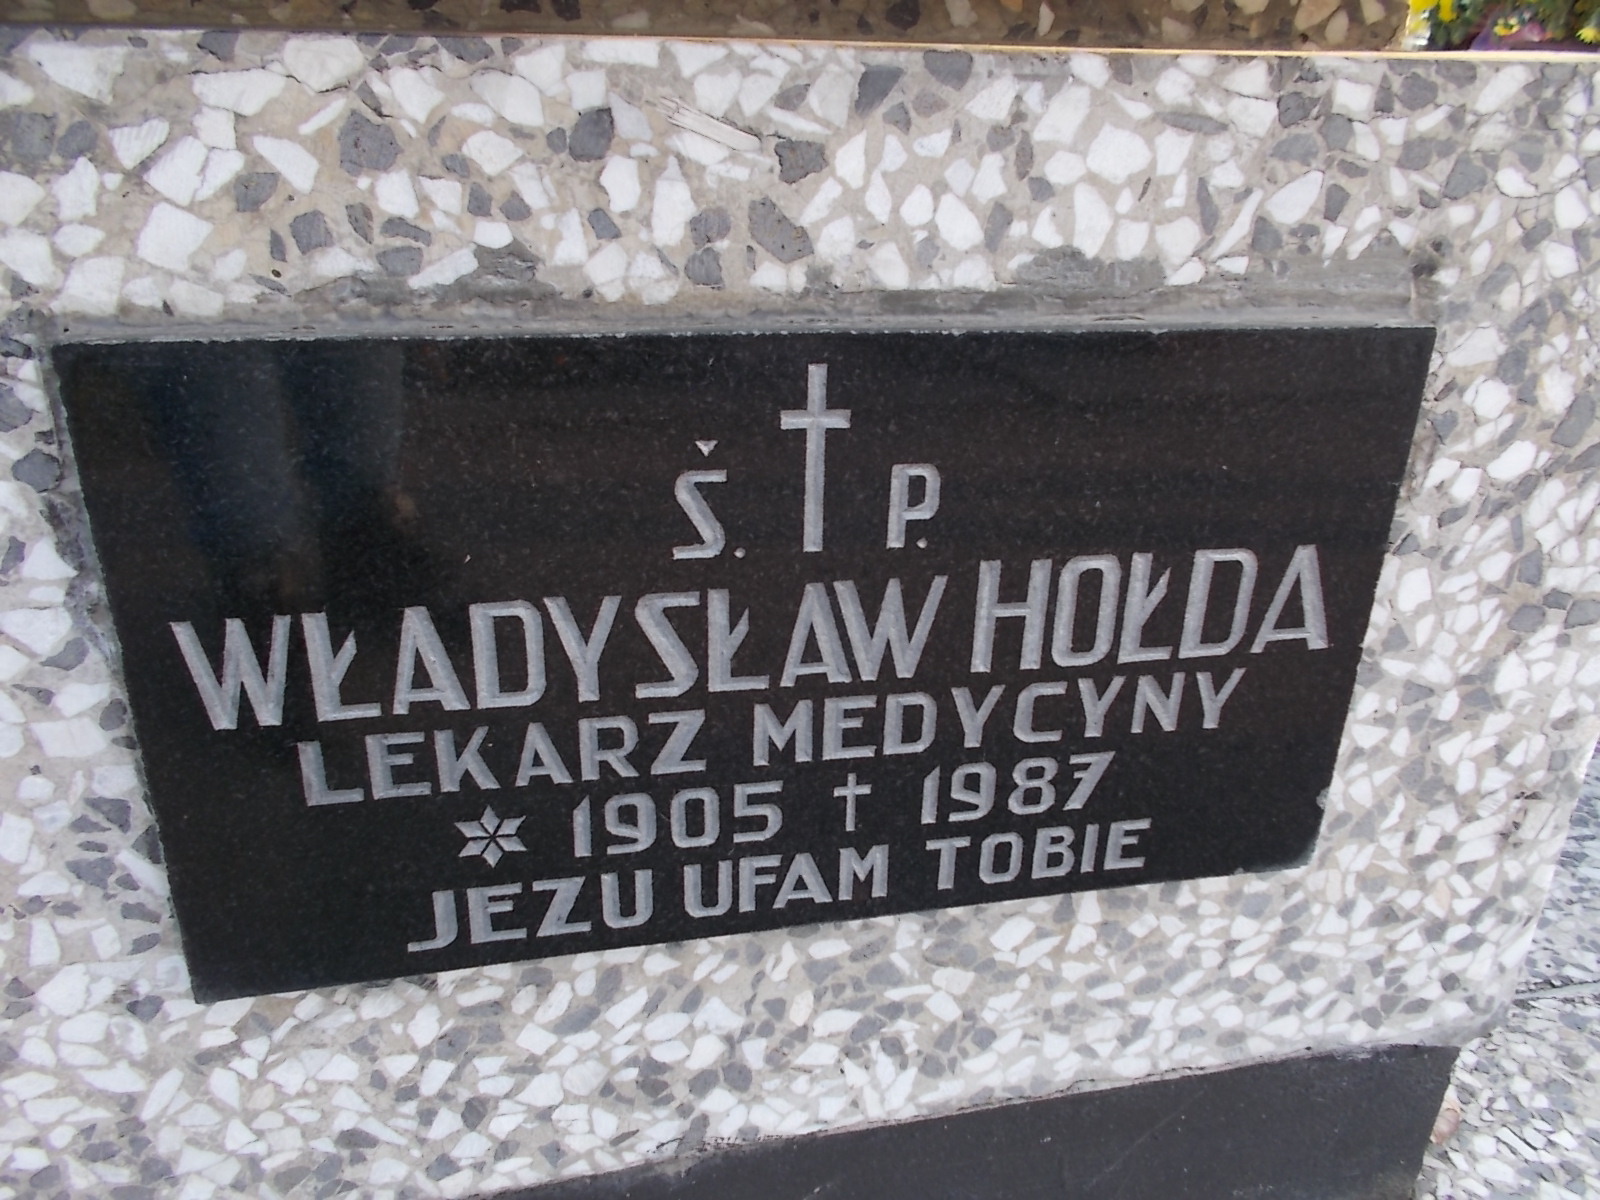 Ś. † P.
WŁADYSŁAW HOŁDA
LEKARZ MEDYCYNY
* 1905 † 1987
JEZU UFAM TOBIE